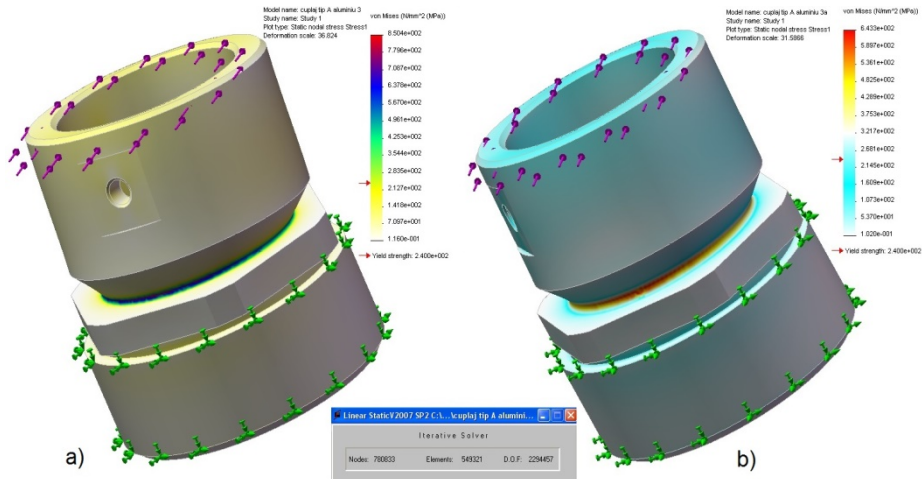 Model name: cuplaj tip A aluminiu 3
Study name: Study 1
Plot type: Static nodal stress Stress1
Deformation scale: 36.824
von Mises (N/mm^2 (MPa))
8.504e+002
7.796e+002
7.087e+002
6.378e+002
5.670e+002
4.961e+002
4.253e+002
3.544e+002
2.835e+002
2.127e+002
1.418e+002
7.097e+001
1.160e-001
Yield strength: 2.400e+002
a)
Model name: cuplaj tip A aluminiu 3a
Study name: Study 1
Plot type: Static nodal stress Stress1
Deformation scale: 31.5866
von Mises (N/mm^2 (MPa))
6.433e+002
5.897e+002
5.361e+002
4.825e+002
4.289e+002
3.753e+002
3.217e+002
2.681e+002
2.145e+002
1.609e+002
1.073e+002
5.370e+001
1.020e-001
Yield strength: 2.400e+002
b)
Linear StaticV2007 SP2 C:\...\cuplaj tip A aluminiu...
Iterative Solver
Nodes: 780833 Elements: 549321 D.O.F: 2294457